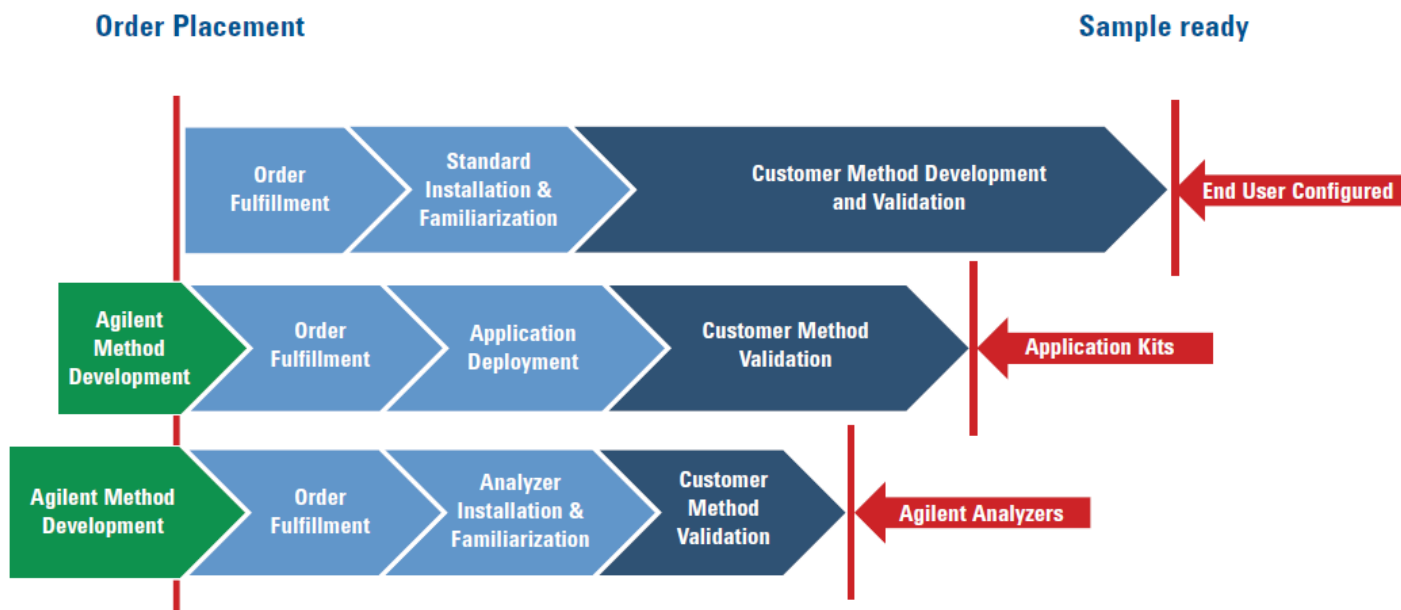 Order Placement
Sample ready
Order
Fulfillment
Standard
Installation &
Familiarization
Customer Method Development
and Validation
End User Configured
Agilent
Method
Development
Order
Fulfillment
Application
Deployment
Customer Method
Validation
Application Kits
Agilent Method
Development
Order
Fulfillment
Analyzer
Installation &
Familiarization
Customer
Method
Validation
Agilent Analyzers